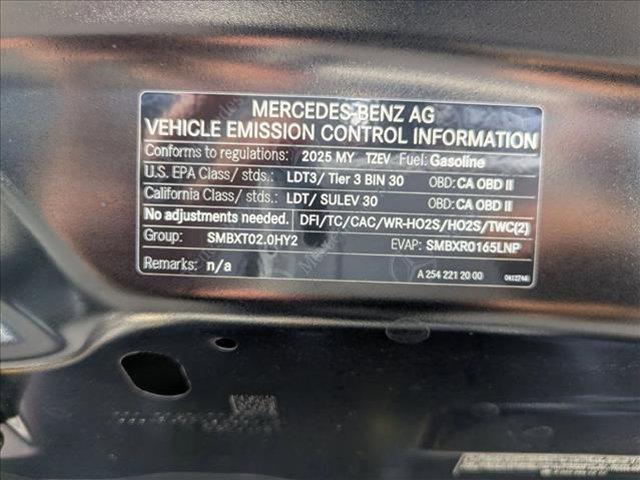 MERCEDES-BENZ AG
VEHICLE EMISSION CONTROL INFORMATION
Conforms to regulations: 2025 MY TZEV Fuel: Gasoline
U.S. EPA Class/ stds.: LDT3/ Tier 3 BIN 30 OBD: CA OBD II
California Class/ stds.: LDT/ SULEV 30 OBD: CA OBD II
No adjustments needed. DFI/TC/CAC/WR-HO2S/HO2S/TWC(2)
Group: SMBXT02.0HY2 EVAP: SMBXR0165LNP
Remarks: n/a A 254 221 20 00